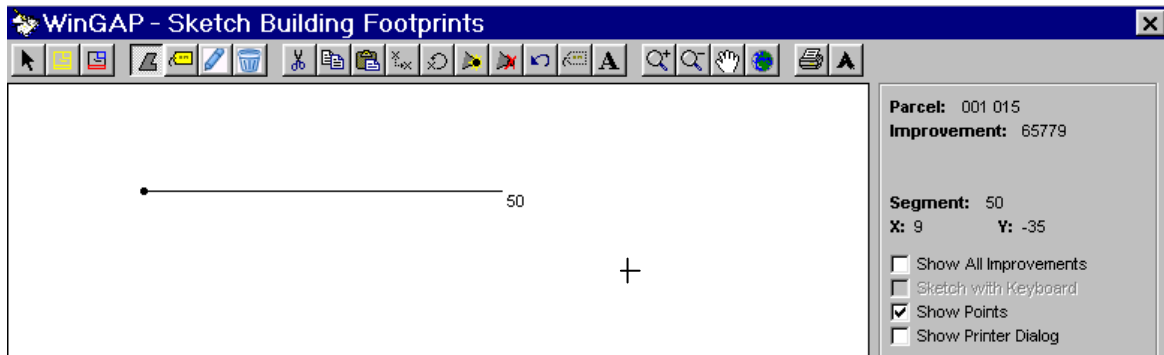 WinGAP - Sketch Building Footprints
A
Parcel: 001 015
Improvement: 65779
50
Segment: 50
X: 9 Y: -35
Show All Improvements
Sketch with Keyboard
Show Points
Show Printer Dialog